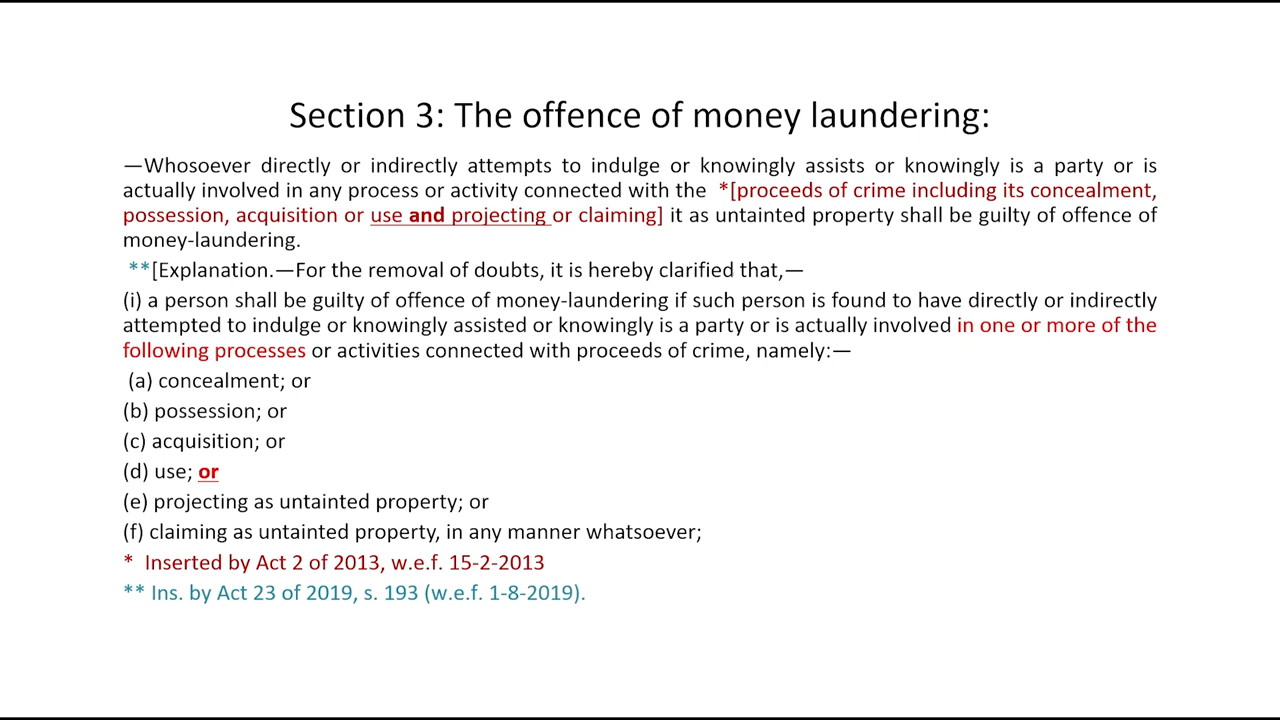 Section 3: The offence of money laundering:
—Whosoever directly or indirectly attempts to indulge or knowingly assists or knowingly is a party or is
actually involved in any process or activity connected with the *[proceeds of crime including its concealment,
possession, acquisition or use and projecting or claiming] it as untainted property shall be guilty of offence of
money-laundering.
**[Explanation.—For the removal of doubts, it is hereby clarified that,—
(i) a person shall be guilty of offence of money-laundering if such person is found to have directly or indirectly
attempted to indulge or knowingly assisted or knowingly is a party or is actually involved in one or more of the
following processes or activities connected with proceeds of crime, namely:—
(a) concealment; or
(b) possession; or
(c) acquisition; or
(d) use; or
(e) projecting as untainted property; or
(f) claiming as untainted property, in any manner whatsoever;
* Inserted by Act 2 of 2013, w.e.f. 15-2-2013
** Ins. by Act 23 of 2019, s. 193 (w.e.f. 1-8-2019).